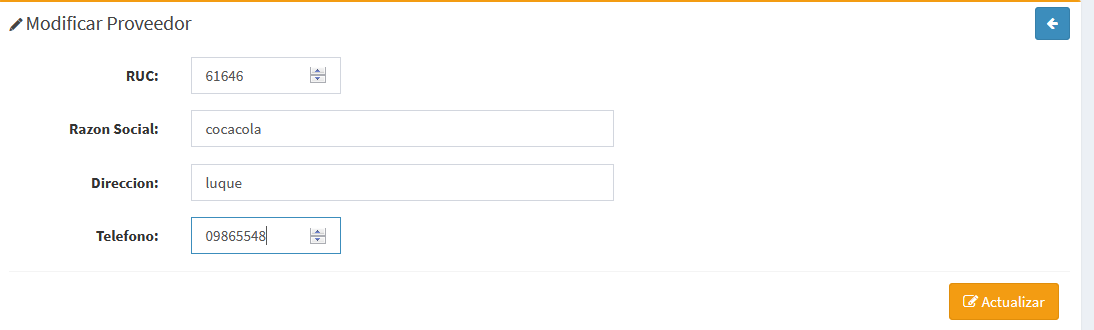 Modificar Proveedor
RUC: 61646
Razon Social: cocacola
Direccion: luque
Telefono: 09865548
Actualizar